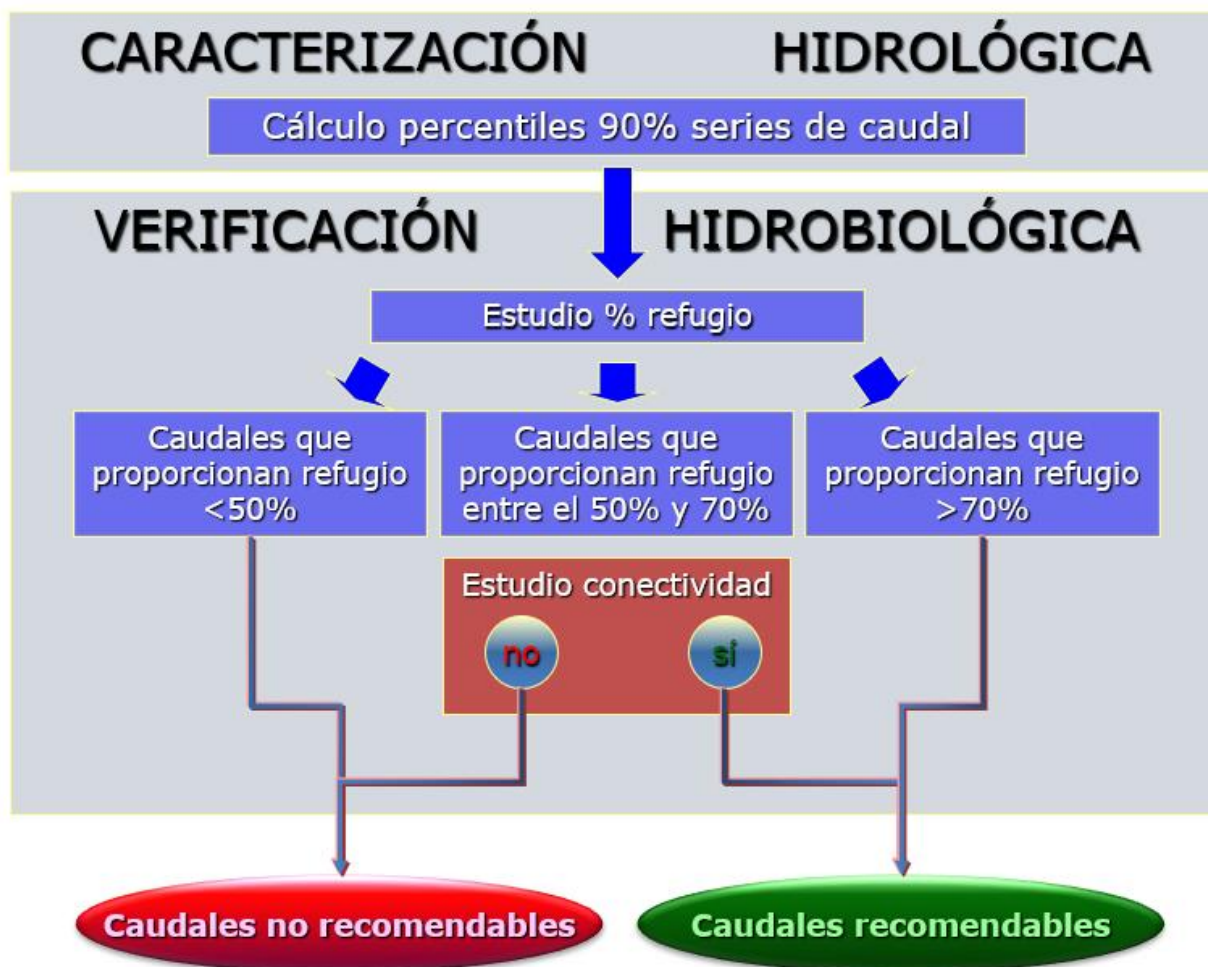 CARACTERIZACIÓN HIDROLÓGICA
Cálculo percentiles 90% series de caudal
VERIFICACIÓN HIDROBIOLÓGICA
Estudio % refugio
Caudales que
proporcionan refugio
<50%
Caudales que
proporcionan refugio
entre el 50% y 70%
Caudales que
proporcionan refugio
>70%
Estudio conectividad
no
sí
Caudales no recomendables
Caudales recomendables